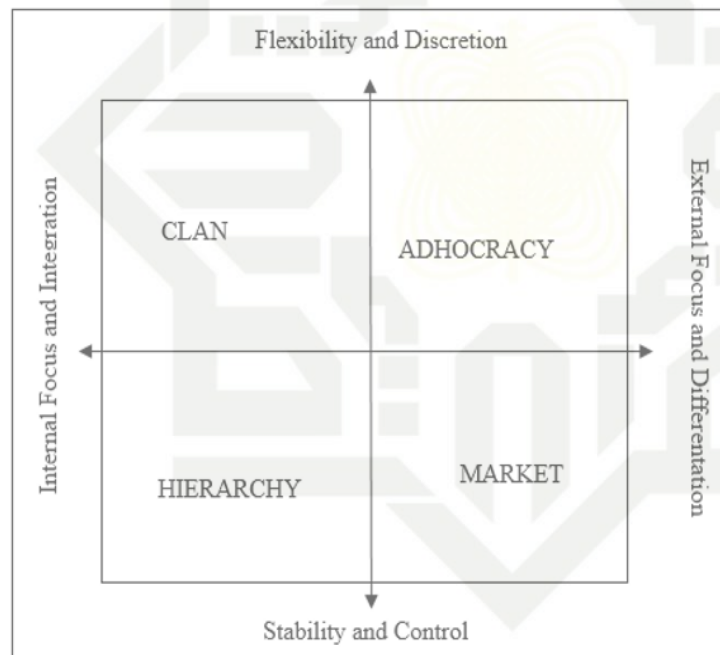 Flexibility and Discretion
Internal Focus and Integration
External Focus and Differentation
CLAN
ADHOCRACY
HIERARCHY
MARKET
Stability and Control